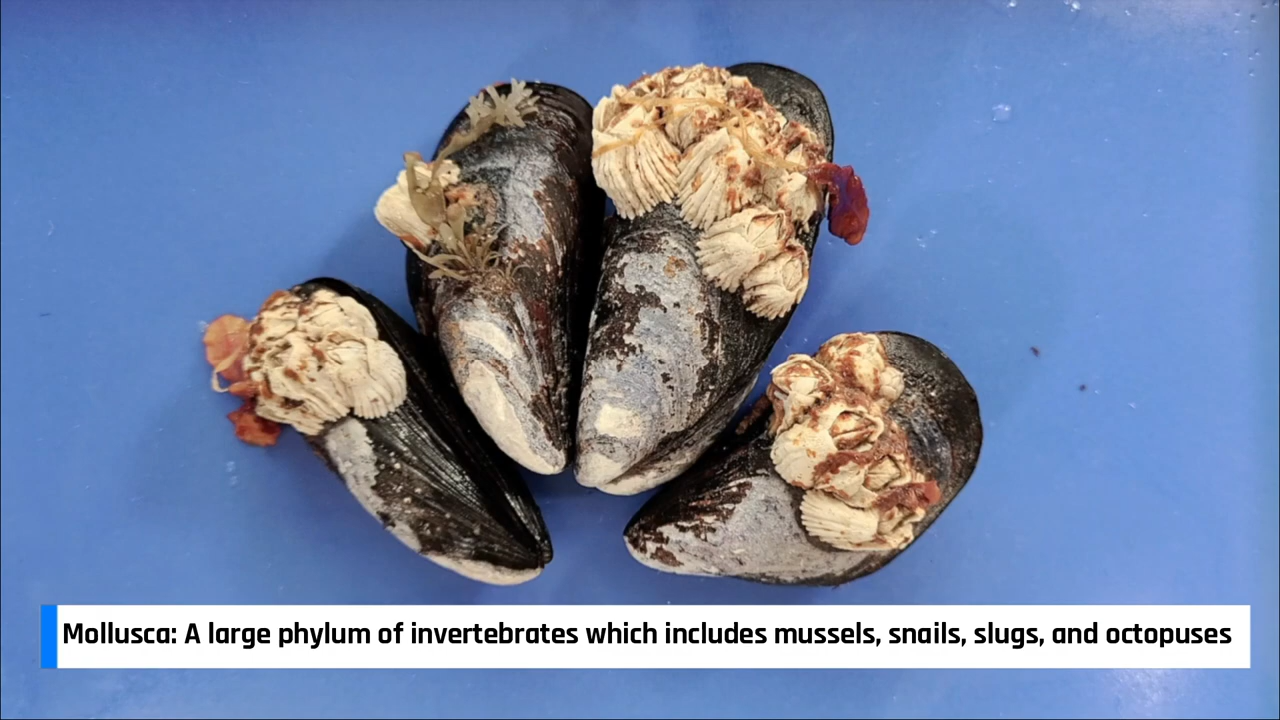 Mollusca: A large phylum of invertebrates which includes mussels, snails, slugs, and octopuses